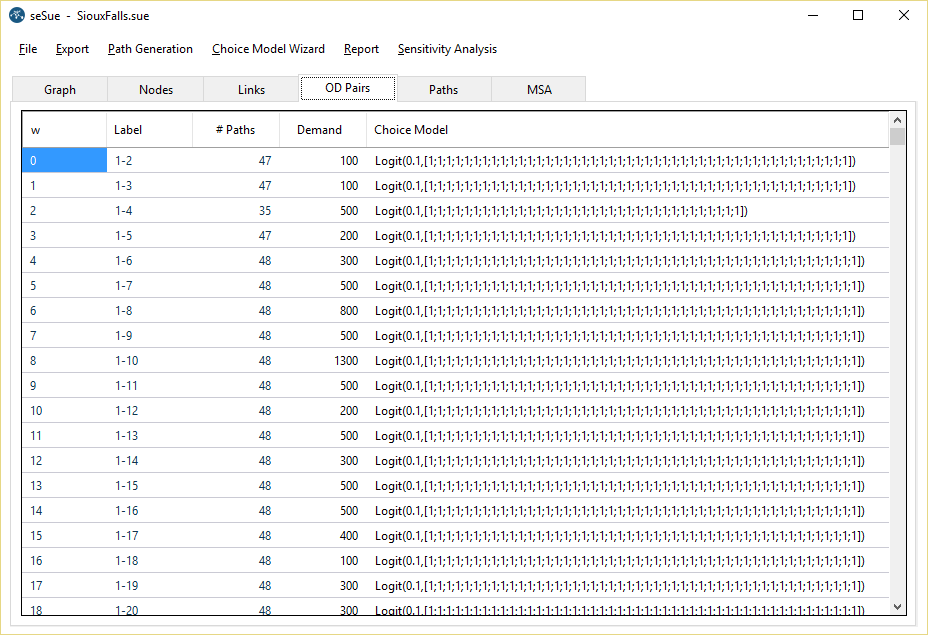 seSue - SiouxFalls.sue
File Export Path Generation Choice Model Wizard Report Sensitivity Analysis
Graph Nodes Links OD Pairs Paths MSA
w Label # Paths Demand Choice Model
0 1-2 47 100 Logit(0.1,[1;1;1;1;1;1;1;1;1;1;1;1;1;1;1;1;1;1;1;1;1;1;1;1;1;1;1;1;1;1;1;1;1;1;1;1;1;1;1;1;1;1;1;1;1;1;1])
1 1-3 47 100 Logit(0.1,[1;1;1;1;1;1;1;1;1;1;1;1;1;1;1;1;1;1;1;1;1;1;1;1;1;1;1;1;1;1;1;1;1;1;1;1;1;1;1;1;1;1;1;1;1;1;1])
2 1-4 35 500 Logit(0.1,[1;1;1;1;1;1;1;1;1;1;1;1;1;1;1;1;1;1;1;1;1;1;1;1;1;1;1;1;1;1;1;1;1;1;1])
3 1-5 47 200 Logit(0.1,[1;1;1;1;1;1;1;1;1;1;1;1;1;1;1;1;1;1;1;1;1;1;1;1;1;1;1;1;1;1;1;1;1;1;1;1;1;1;1;1;1;1;1;1;1;1;1])
4 1-6 48 300 Logit(0.1,[1;1;1;1;1;1;1;1;1;1;1;1;1;1;1;1;1;1;1;1;1;1;1;1;1;1;1;1;1;1;1;1;1;1;1;1;1;1;1;1;1;1;1;1;1;1;1;1])
5 1-7 48 500 Logit(0.1,[1;1;1;1;1;1;1;1;1;1;1;1;1;1;1;1;1;1;1;1;1;1;1;1;1;1;1;1;1;1;1;1;1;1;1;1;1;1;1;1;1;1;1;1;1;1;1;1])
6 1-8 48 800 Logit(0.1,[1;1;1;1;1;1;1;1;1;1;1;1;1;1;1;1;1;1;1;1;1;1;1;1;1;1;1;1;1;1;1;1;1;1;1;1;1;1;1;1;1;1;1;1;1;1;1;1])
7 1-9 48 500 Logit(0.1,[1;1;1;1;1;1;1;1;1;1;1;1;1;1;1;1;1;1;1;1;1;1;1;1;1;1;1;1;1;1;1;1;1;1;1;1;1;1;1;1;1;1;1;1;1;1;1;1])
8 1-10 48 1300 Logit(0.1,[1;1;1;1;1;1;1;1;1;1;1;1;1;1;1;1;1;1;1;1;1;1;1;1;1;1;1;1;1;1;1;1;1;1;1;1;1;1;1;1;1;1;1;1;1;1;1;1])
9 1-11 48 500 Logit(0.1,[1;1;1;1;1;1;1;1;1;1;1;1;1;1;1;1;1;1;1;1;1;1;1;1;1;1;1;1;1;1;1;1;1;1;1;1;1;1;1;1;1;1;1;1;1;1;1;1])
10 1-12 48 200 Logit(0.1,[1;1;1;1;1;1;1;1;1;1;1;1;1;1;1;1;1;1;1;1;1;1;1;1;1;1;1;1;1;1;1;1;1;1;1;1;1;1;1;1;1;1;1;1;1;1;1;1])
11 1-13 48 500 Logit(0.1,[1;1;1;1;1;1;1;1;1;1;1;1;1;1;1;1;1;1;1;1;1;1;1;1;1;1;1;1;1;1;1;1;1;1;1;1;1;1;1;1;1;1;1;1;1;1;1;1])
12 1-14 48 300 Logit(0.1,[1;1;1;1;1;1;1;1;1;1;1;1;1;1;1;1;1;1;1;1;1;1;1;1;1;1;1;1;1;1;1;1;1;1;1;1;1;1;1;1;1;1;1;1;1;1;1;1])
13 1-15 48 500 Logit(0.1,[1;1;1;1;1;1;1;1;1;1;1;1;1;1;1;1;1;1;1;1;1;1;1;1;1;1;1;1;1;1;1;1;1;1;1;1;1;1;1;1;1;1;1;1;1;1;1;1])
14 1-16 48 500 Logit(0.1,[1;1;1;1;1;1;1;1;1;1;1;1;1;1;1;1;1;1;1;1;1;1;1;1;1;1;1;1;1;1;1;1;1;1;1;1;1;1;1;1;1;1;1;1;1;1;1;1])
15 1-17 48 400 Logit(0.1,[1;1;1;1;1;1;1;1;1;1;1;1;1;1;1;1;1;1;1;1;1;1;1;1;1;1;1;1;1;1;1;1;1;1;1;1;1;1;1;1;1;1;1;1;1;1;1;1])
16 1-18 48 100 Logit(0.1,[1;1;1;1;1;1;1;1;1;1;1;1;1;1;1;1;1;1;1;1;1;1;1;1;1;1;1;1;1;1;1;1;1;1;1;1;1;1;1;1;1;1;1;1;1;1;1;1])
17 1-19 48 300 Logit(0.1,[1;1;1;1;1;1;1;1;1;1;1;1;1;1;1;1;1;1;1;1;1;1;1;1;1;1;1;1;1;1;1;1;1;1;1;1;1;1;1;1;1;1;1;1;1;1;1;1])
18 1-20 48 300 Logit(0.1,[1;1;1;1;1;1;1;1;1;1;1;1;1;1;1;1;1;1;1;1;1;1;1;1;1;1;1;1;1;1;1;1;1;1;1;1;1;1;1;1;1;1;1;1;1;1;1;1])